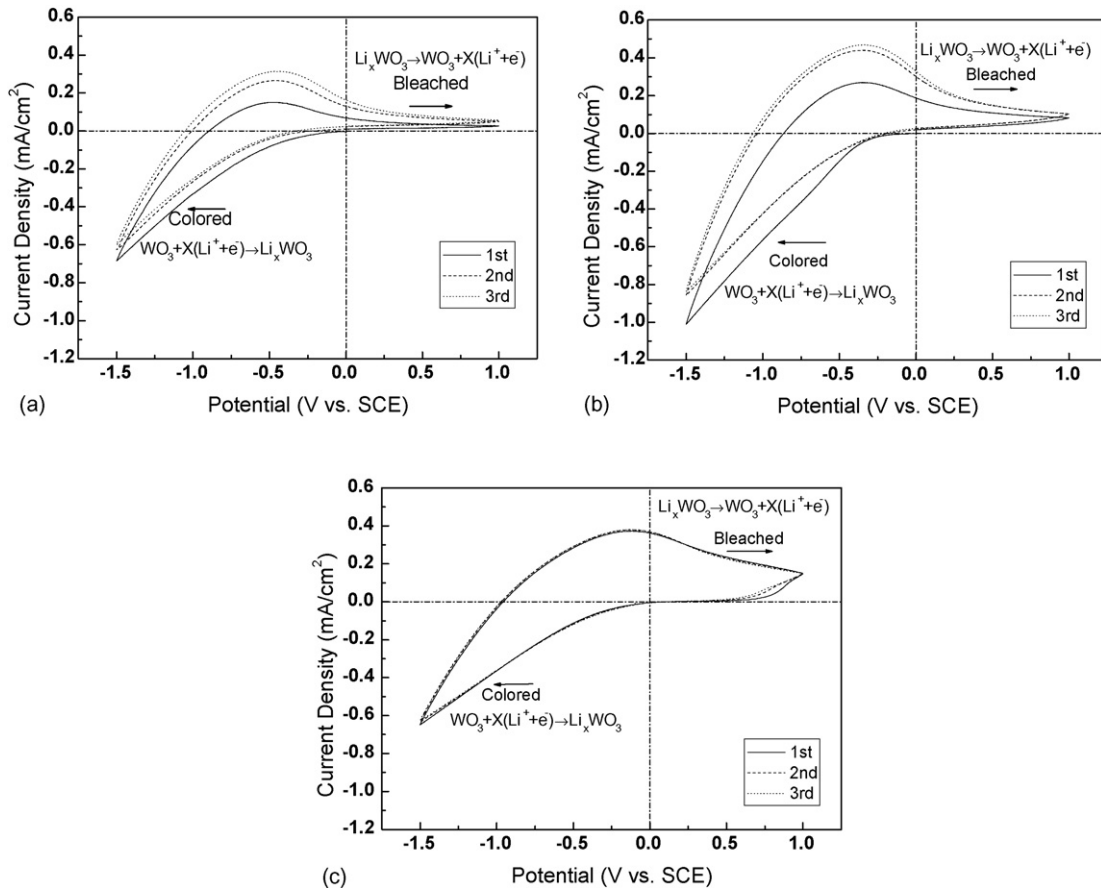 0.6
0.4
0.2
0.0
-0.2
-0.4
-0.6
-0.8
-1.0
-1.2
Current Density (mA/cm²)
LiₓWO₃→WO₃+X(Li⁺+e⁻)
Bleached
Colored
WO₃+X(Li⁺+e⁻)→LiₓWO₃
1st
2nd
3rd
-1.5 -1.0 -0.5 0.0 0.5 1.0
Potential (V vs. SCE)
(a)
0.6
0.4
0.2
0.0
-0.2
-0.4
-0.6
-0.8
-1.0
-1.2
Current Density (mA/cm²)
LiₓWO₃→WO₃+X(Li⁺+e⁻)
Bleached
Colored
WO₃+X(Li⁺+e⁻)→LiₓWO₃
1st
2nd
3rd
-1.5 -1.0 -0.5 0.0 0.5 1.0
Potential (V vs. SCE)
(b)
0.6
0.4
0.2
0.0
-0.2
-0.4
-0.6
-0.8
-1.0
-1.2
Current Density (mA/cm²)
LiₓWO₃→WO₃+X(Li⁺+e⁻)
Bleached
Colored
WO₃+X(Li⁺+e⁻)→LiₓWO₃
1st
2nd
3rd
-1.5 -1.0 -0.5 0.0 0.5 1.0
Potential (V vs. SCE)
(c)